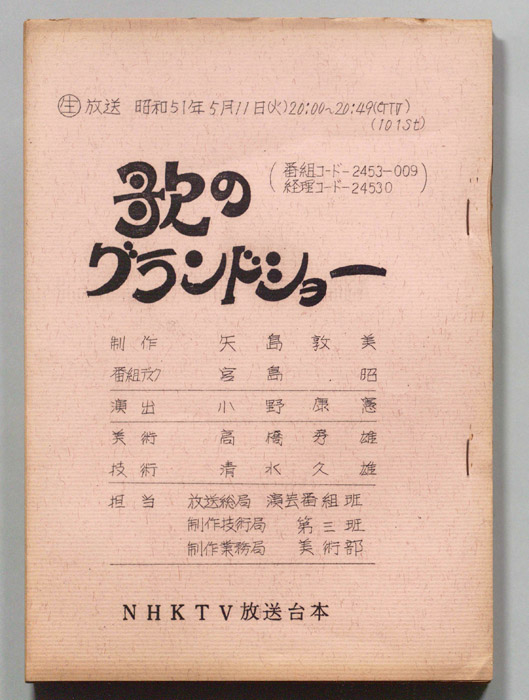 ㊌放送 昭和51年5月11日(火)20:00~20:49(GTV)
(101St)
(番組コード-2453-009
経理コード-24530)
歌の
グランドショー
制作 矢島敦美
番組デスク 宮島昭
演出 小野康憲
美術 高橋秀雄
技術 清水久雄
担当 放送総局 演芸番組班
制作技術局 第三班
制作業務局 美術部
NHKTV放送台本